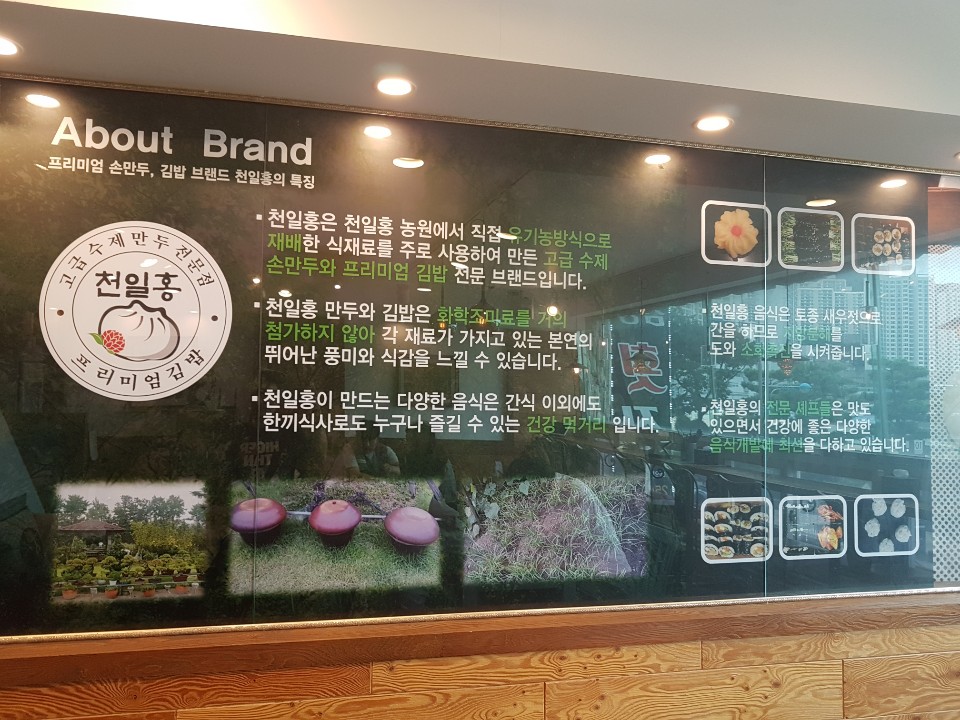 About Brand
프리미엄 손만두, 김밥 브랜드 천일홍의 특징
고급수제만두전문점
천일홍
프리미엄김밥
천일홍은 천일홍 농원에서 직접 유기농방식으로
재배한 식재료를 주로 사용하여 만든 고급 수제
손만두와 프리미엄 김밥 전문 브랜드입니다.
천일홍 만두와 김밥은 화학조미료를 거의
첨가하지 않아 각 재료가 가지고 있는 본연의
뛰어난 풍미와 식감을 느낄 수 있습니다.
천일홍이 만드는 다양한 음식은 간식 이외에도
한끼식사로도 누구나 즐길 수 있는 건강 먹거리 입니다.
천일홍 음식은 토종 새우젓으로
간을 하므로
도와 시켜줍니다.
천일홍의 전문 셰프들은 맛도
있으면서 건강에 좋은 다양한
음식개발에 최선을 다하고 있습니다.